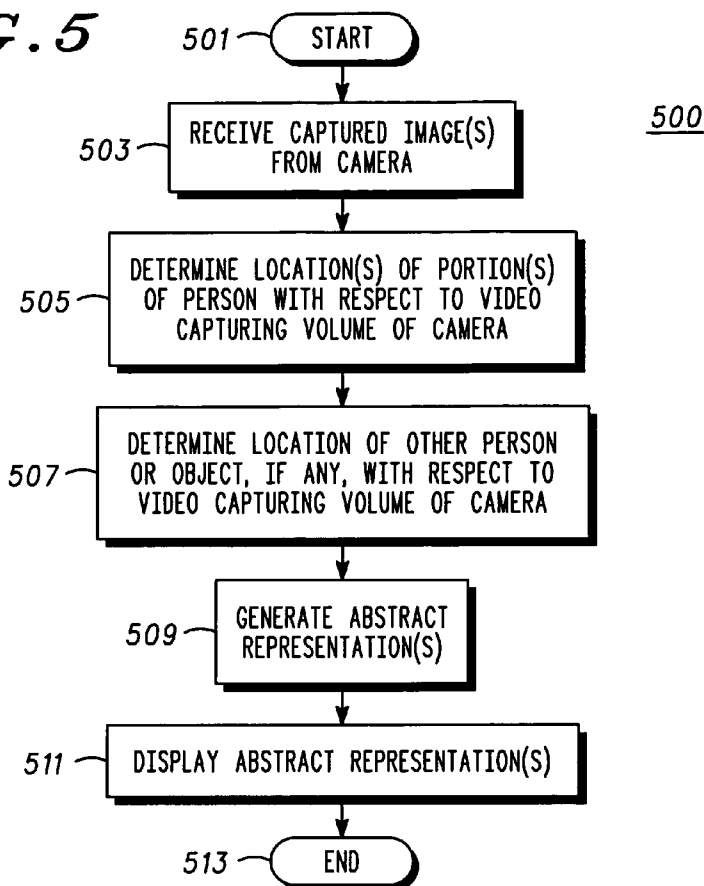 G.5
501
START
500
503
RECEIVE CAPTURED IMAGE(S)
FROM CAMERA
505
DETERMINE LOCATION(S) OF PORTION(S)
OF PERSON WITH RESPECT TO VIDEO
CAPTURING VOLUME OF CAMERA
507
DETERMINE LOCATION OF OTHER PERSON
OR OBJECT, IF ANY, WITH RESPECT TO
VIDEO CAPTURING VOLUME OF CAMERA
509
GENERATE ABSTRACT
REPRESENTATION(S)
511
DISPLAY ABSTRACT REPRESENTATION(S)
513
END